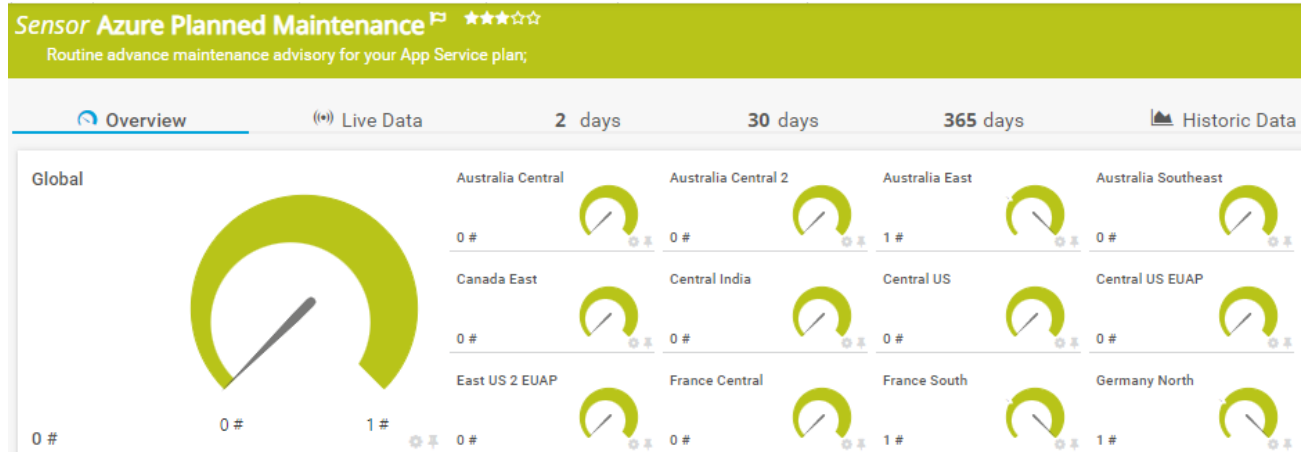 Sensor Azure Planned Maintenance
Routine advance maintenance advisory for your App Service plan;
Overview
Live Data
2 days
30 days
365 days
Historic Data
Global
0 #
1 #
0 #
Australia Central
0 #
Australia Central 2
0 #
Australia East
1 #
Australia Southeast
0 #
Canada East
0 #
Central India
0 #
Central US
0 #
Central US EUAP
0 #
East US 2 EUAP
0 #
France Central
0 #
France South
1 #
Germany North
1 #